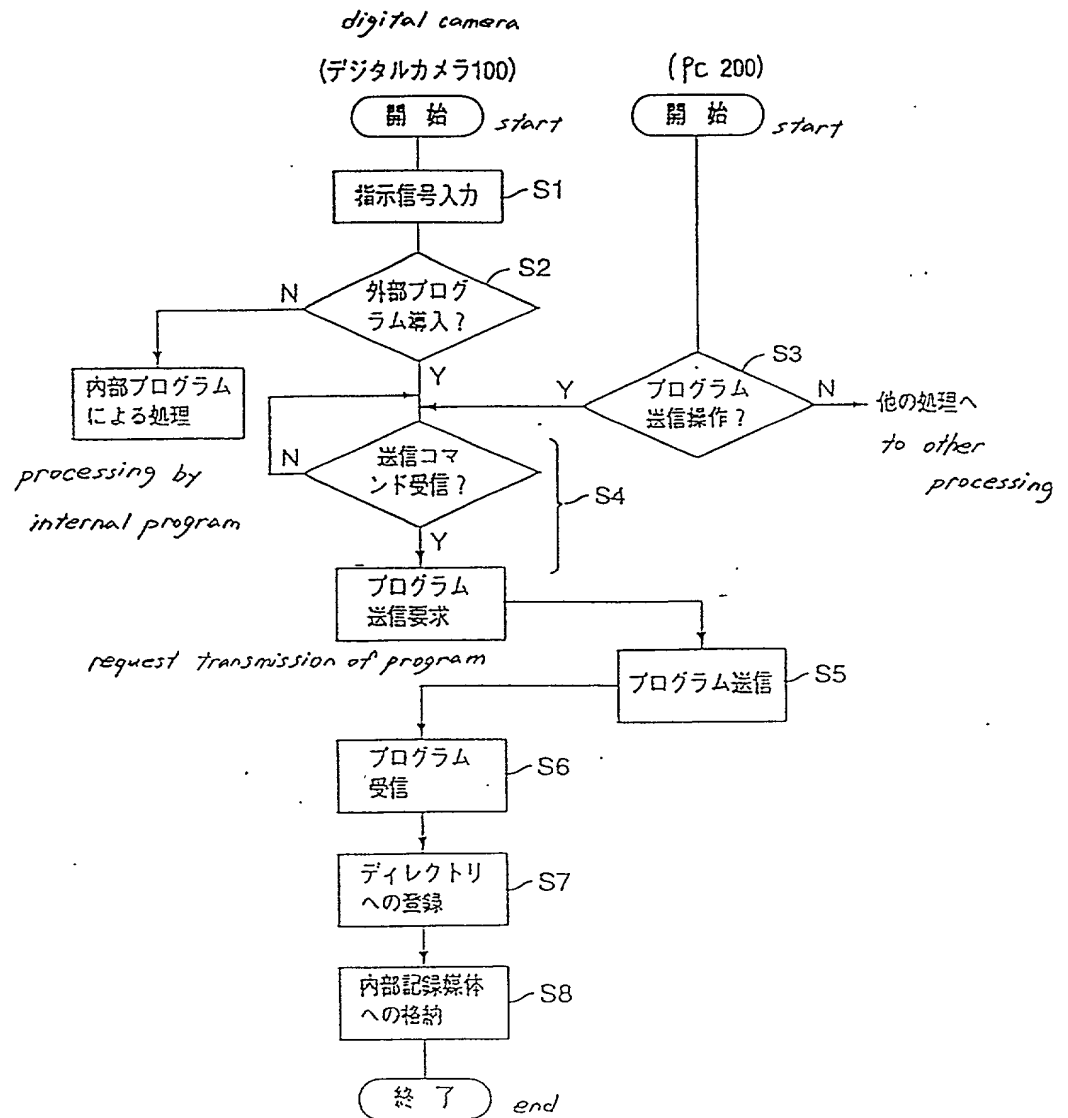 digital camera
(デジタルカメラ100)
(PC 200)
開始
start
開始
start
指示信号入力
S1
S2
外部プログ
ラム導入?
N
Y
S3
プログラム
送信操作?
Y
N
他の処理へ
to other
processing
内部プログラム
による処理
processing by
internal program
送信コマ
ンド受信?
N
Y
S4
プログラム
送信要求
request transmission of program
プログラム送信
S5
プログラム
受信
S6
ディレクトリ
への登録
S7
内部記録媒体
への格納
S8
終了
end